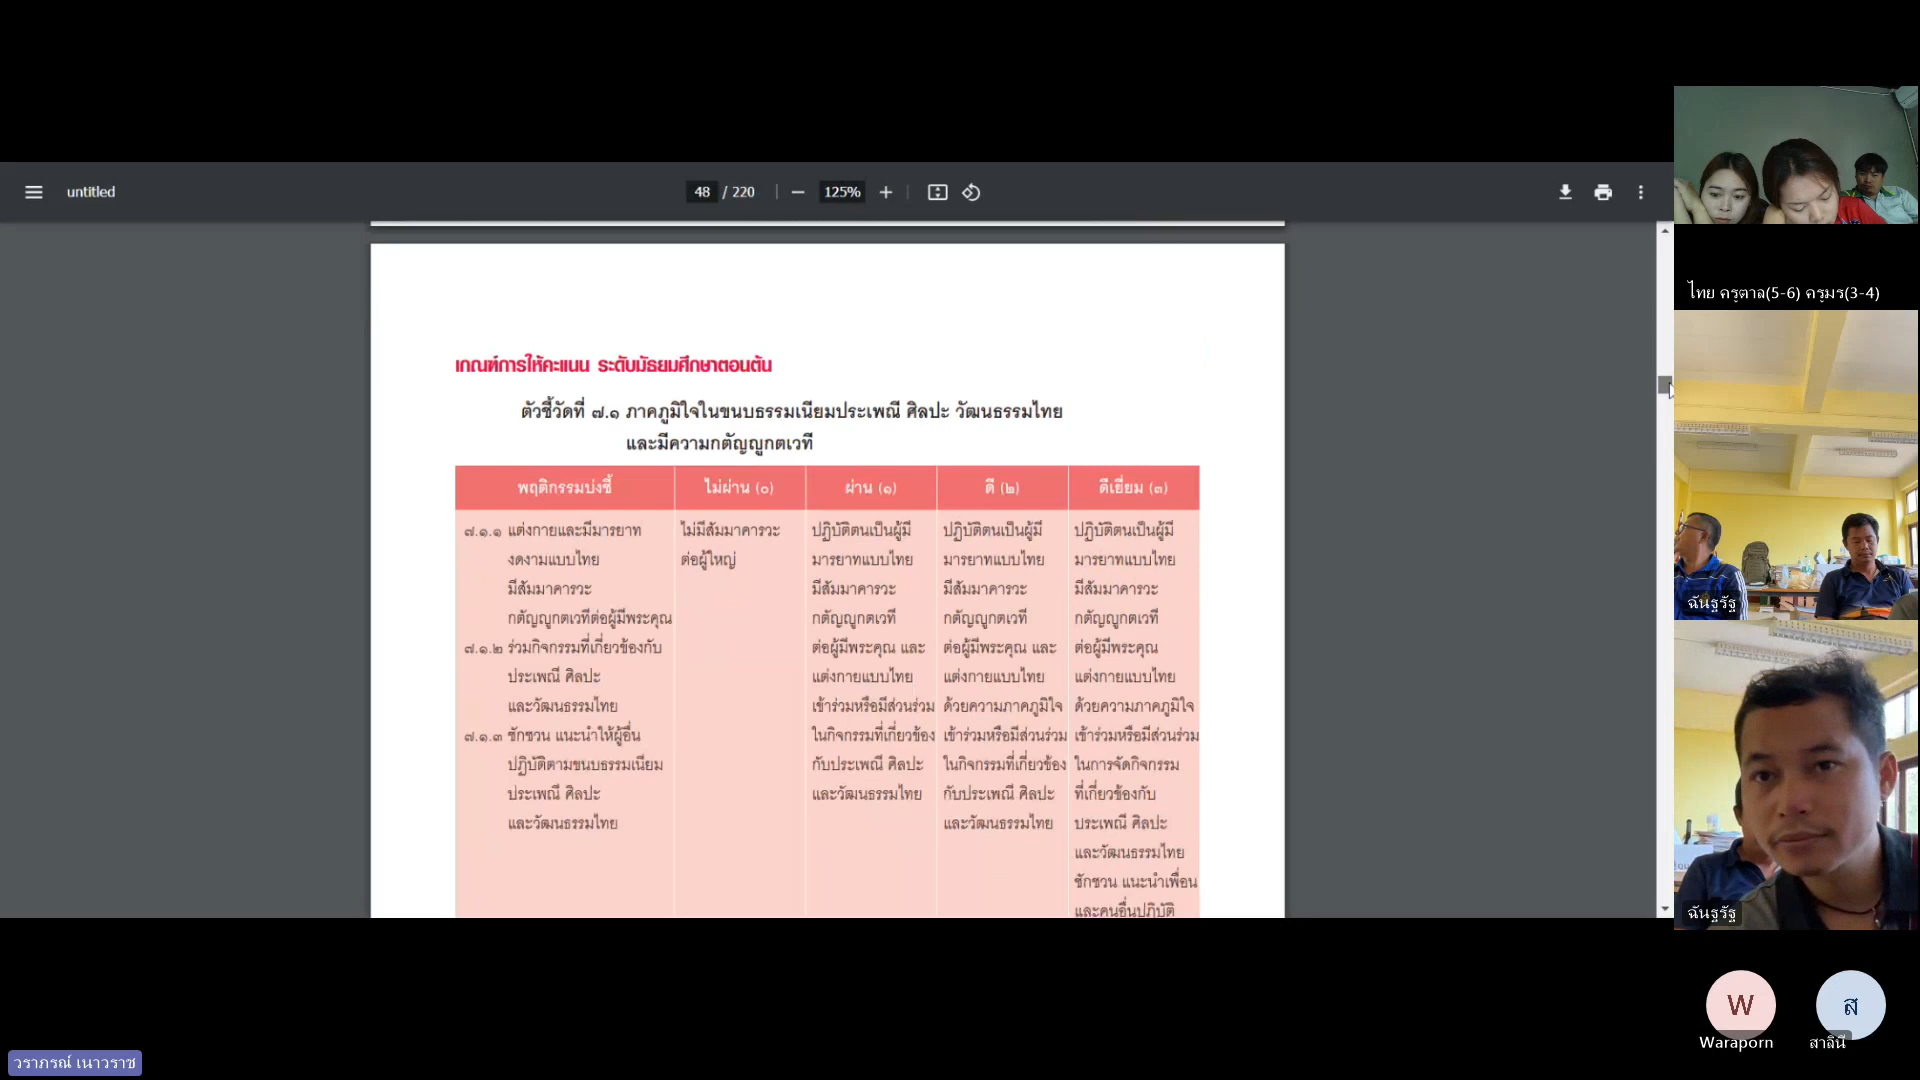 untitled
48 / 220
125%
เกณฑ์การให้คะแนน ระดับมัธยมศึกษาตอนต้น
ตัวชี้วัดที่ ๗.๑ ภาคภูมิใจในขนบธรรมเนียมประเพณี ศิลปะ วัฒนธรรมไทย
และมีความกตัญญูกตเวที
พฤติกรรมบ่งชี้
ไม่ผ่าน (๐)
ผ่าน (๑)
ดี (๒)
ดีเยี่ยม (๓)
๗.๑.๑ แต่งกายและมีมารยาท
งดงามแบบไทย
มีสัมมาคารวะ
กตัญญูกตเวทีต่อผู้มีพระคุณ
๗.๑.๒ ร่วมกิจกรรมที่เกี่ยวข้องกับ
ประเพณี ศิลปะ
และวัฒนธรรมไทย
๗.๑.๓ ชักชวน แนะนำให้ผู้อื่น
ปฏิบัติตามขนบธรรมเนียม
ประเพณี ศิลปะ
และวัฒนธรรมไทย
ไม่มีสัมมาคารวะ
ต่อผู้ใหญ่
ปฏิบัติตนเป็นผู้มี
มารยาทแบบไทย
มีสัมมาคารวะ
กตัญญูกตเวที
ต่อผู้มีพระคุณ และ
แต่งกายแบบไทย
เข้าร่วมหรือมีส่วนร่วม
ในกิจกรรมที่เกี่ยวข้อง
กับประเพณี ศิลปะ
และวัฒนธรรมไทย
ปฏิบัติตนเป็นผู้มี
มารยาทแบบไทย
มีสัมมาคารวะ
กตัญญูกตเวที
ต่อผู้มีพระคุณ และ
แต่งกายแบบไทย
ด้วยความภาคภูมิใจ
เข้าร่วมหรือมีส่วนร่วม
ในกิจกรรมที่เกี่ยวข้อง
กับประเพณี ศิลปะ
และวัฒนธรรมไทย
ปฏิบัติตนเป็นผู้มี
มารยาทแบบไทย
มีสัมมาคารวะ
กตัญญูกตเวที
ต่อผู้มีพระคุณ
แต่งกายแบบไทย
ด้วยความภาคภูมิใจ
เข้าร่วมหรือมีส่วนร่วม
ในการจัดกิจกรรม
ที่เกี่ยวข้องกับ
ประเพณี ศิลปะ
และวัฒนธรรมไทย
ชักชวน แนะนำเพื่อน
และคนอื่นปฏิบัติ
ไทย ครูตาล(5-6) ครูมร(3-4)
ฉันฐรัฐ
ฉันฐรัฐ
W
ส
Waraporn
สาลินี
วราภรณ์ เนาวราช